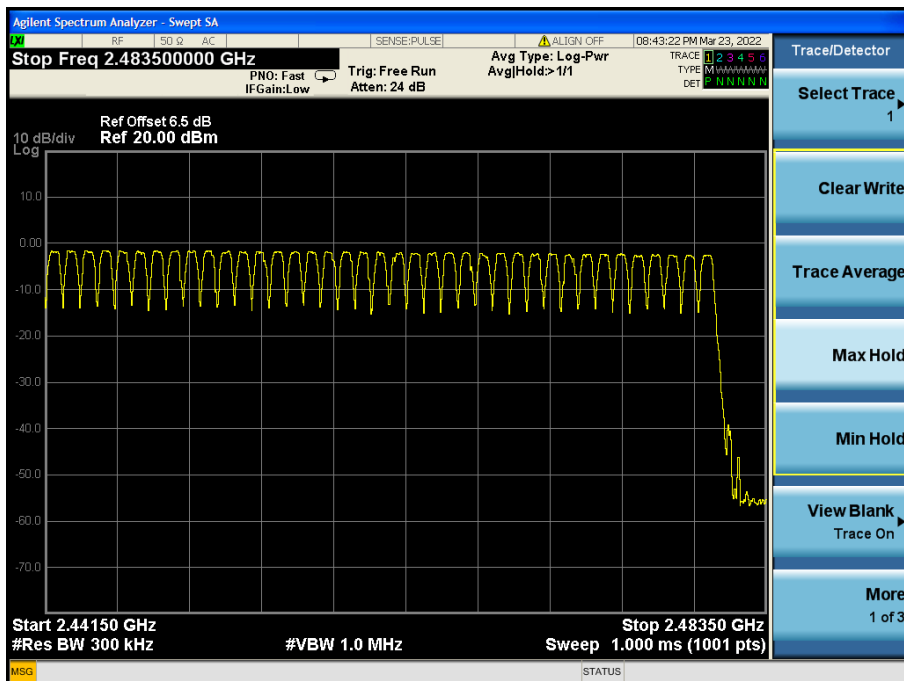 Agilent Spectrum Analyzer - Swept SA
LXI RF 50 Ω AC SENSE:PULSE ALIGN OFF 08:43:22 PM Mar 23, 2022
Stop Freq 2.483500000 GHz
PNO: Fast
IFGain:Low
Trig: Free Run
Atten: 24 dB
Avg Type: Log-Pwr
Avg|Hold:>1/1
TRACE 1 2 3 4 5 6
TYPE M W W W W W
DET P N N N N N
Ref Offset 6.5 dB
Ref 20.00 dBm
10 dB/div
Log
10.0
0.00
-10.0
-20.0
-30.0
-40.0
-50.0
-60.0
-70.0
Start 2.44150 GHz
Stop 2.48350 GHz
#Res BW 300 kHz
#VBW 1.0 MHz
Sweep 1.000 ms (1001 pts)
MSG
STATUS
Trace/Detector
Select Trace
1
Clear Write
Trace Average
Max Hold
Min Hold
View Blank
Trace On
More
1 of 3